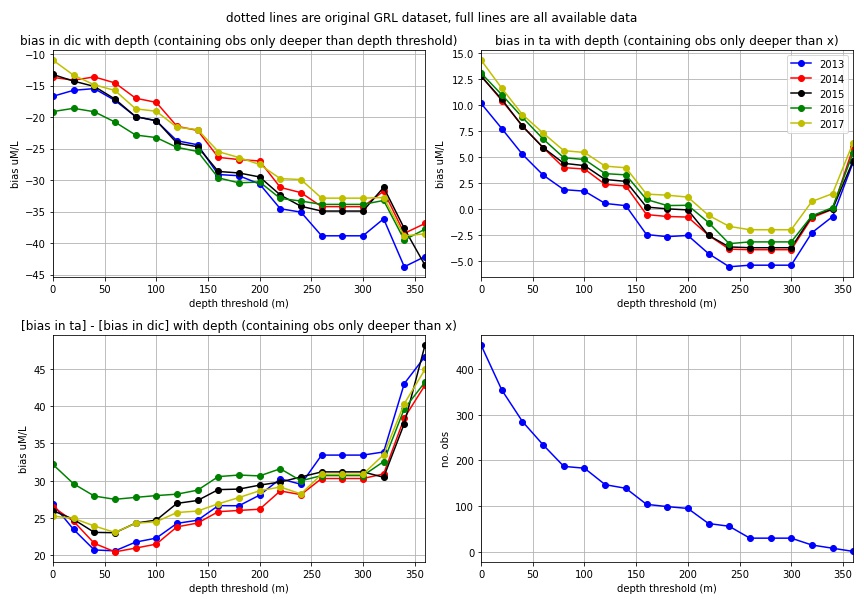 dotted lines are original GRL dataset, full lines are all available data
bias in dic with depth (containing obs only deeper than depth threshold)
−10
−15
−20
−25
−30
−35
−40
−45
bias uM/L
0 50 100 150 200 250 300 350
depth threshold (m)
bias in ta with depth (containing obs only deeper than x)
15.0
12.5
10.0
7.5
5.0
2.5
0.0
−2.5
−5.0
bias uM/L
2013
2014
2015
2016
2017
0 50 100 150 200 250 300 350
depth threshold (m)
[bias in ta] - [bias in dic] with depth (containing obs only deeper than x)
45
40
35
30
25
20
bias uM/L
0 50 100 150 200 250 300 350
depth threshold (m)
400
300
200
100
0
no. obs
0 50 100 150 200 250 300 350
depth threshold (m)